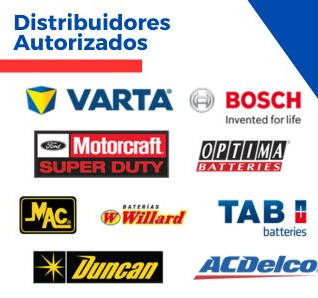 Distribuidores
Autorizados
VARTA
BOSCH
Invented for life
Ford
Motorcraft
SUPER DUTY
OPTIMA
BATTERIES
MAC
BATERÍAS
Willard
TAB
batteries
Duncan
ACDelco